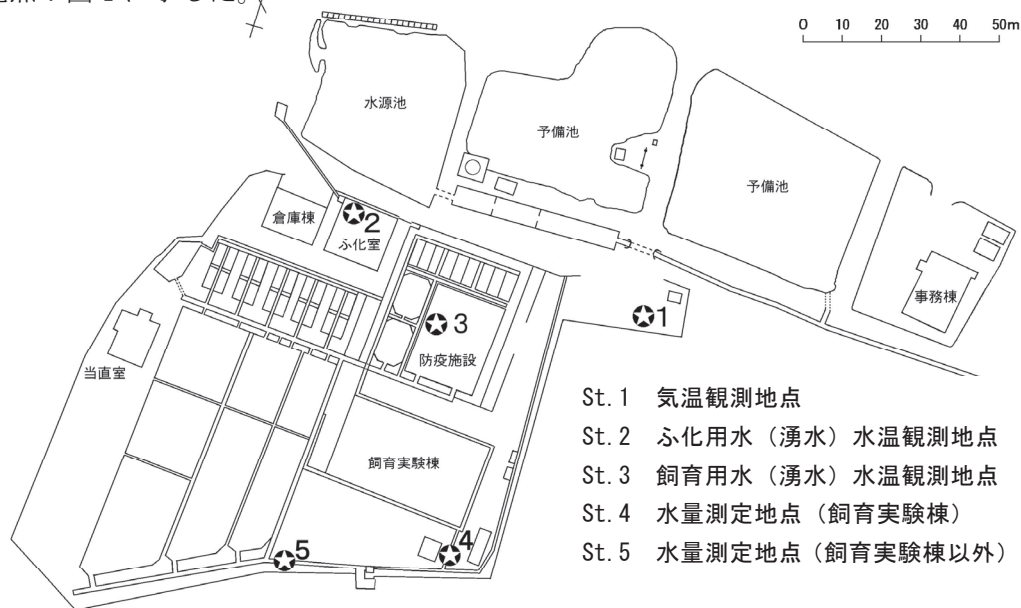 0 10 20 30 40 50m
水源池
予備池
予備池
倉庫棟
2
ふ化室
1
事務棟
3
防疫施設
当直室
飼育実験棟
4
5
St.1 気温観測地点
St.2 ふ化用水（湧水）水温観測地点
St.3 飼育用水（湧水）水温観測地点
St.4 水量測定地点（飼育実験棟）
St.5 水量測定地点（飼育実験棟以外）